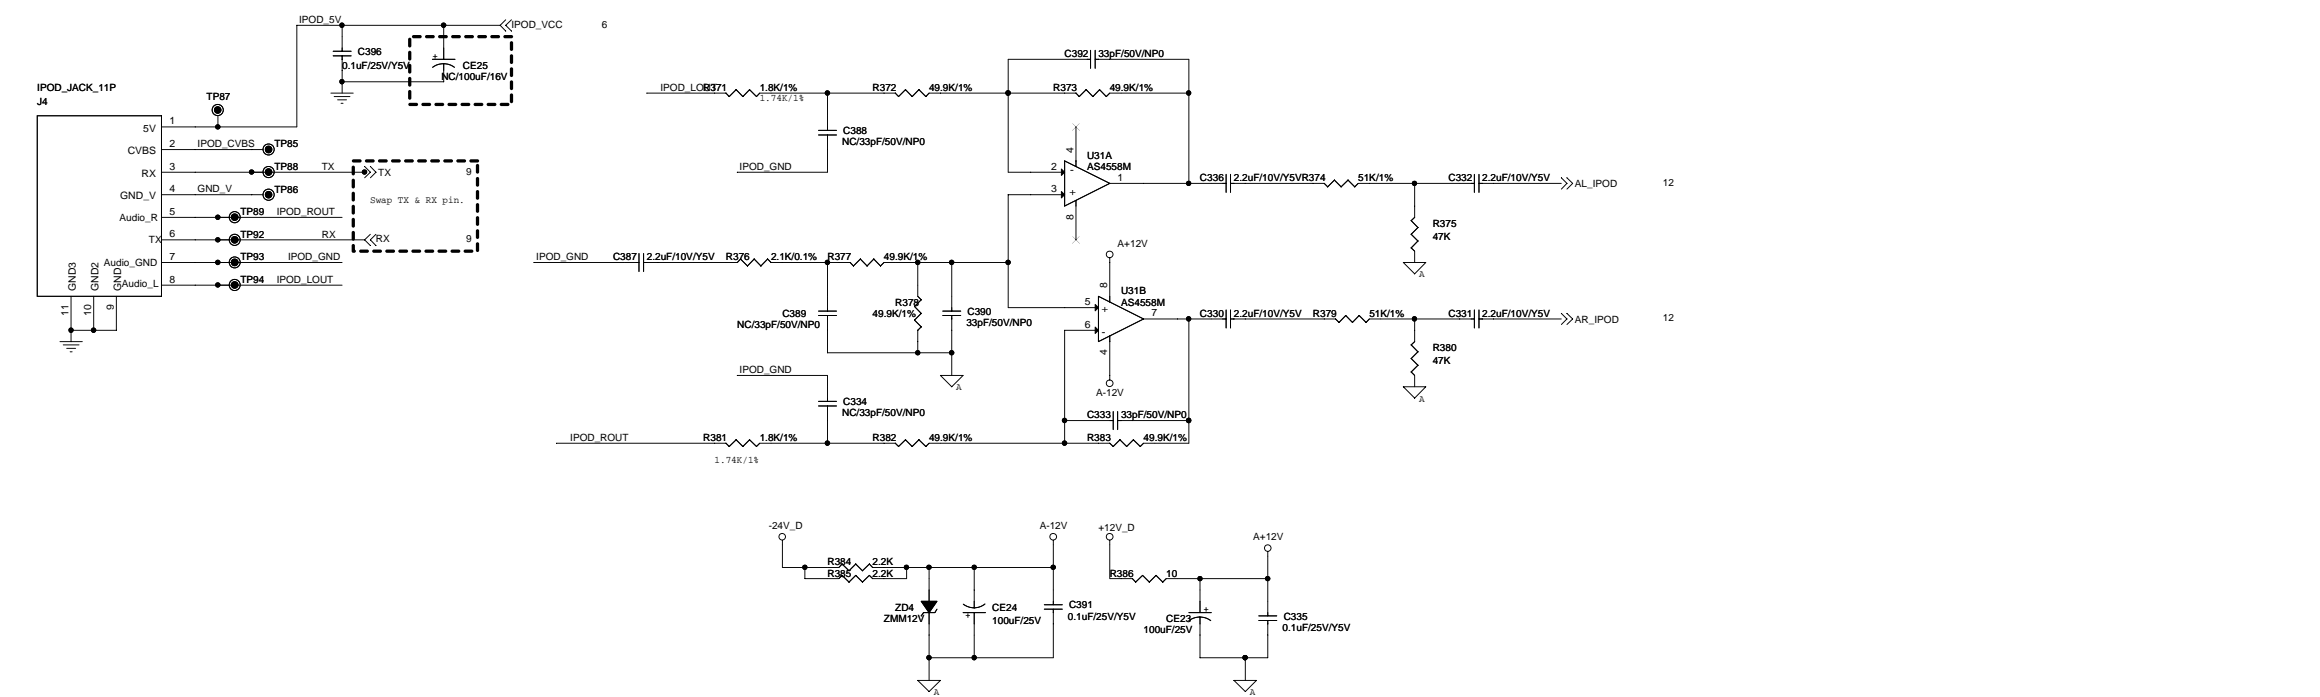 IPOD_5V
IPOD_VCC
6
C396
0.1uF/25V/Y5V
+
CE25
NC/100uF/16V
IPOD_JACK_11P
J4
TP87
5V
1
CVBS
2
IPOD_CVBS
TP85
RX
3
TP88
TX
TX
9
GND_V
4
GND_V
TP86
Swap TX & RX pin.
Audio_R
5
TP89
IPOD_ROUT
TX
6
TP92
RX
RX
9
Audio_GND
7
TP93
IPOD_GND
Audio_L
8
TP94
IPOD_LOUT
GND3
GND2
GND
11
10
9
C392
33pF/50V/NP0
IPOD_LOUT
R371
1.8K/1%
1.74K/1%
R372
49.9K/1%
R373
49.9K/1%
C388
NC/33pF/50V/NP0
IPOD_GND
4
U31A
AS4558M
2
-
3
+
1
8
C336
2.2uF/10V/Y5V
R374
51K/1%
C332
2.2uF/10V/Y5V
AL_IPOD
12
R375
47K
A
A+12V
IPOD_GND
C387
2.2uF/10V/Y5V
R376
2.1K/0.1%
R377
49.9K/1%
8
U31B
AS4558M
5
+
6
-
7
4
A-12V
R378
49.9K/1%
C389
NC/33pF/50V/NP0
C390
33pF/50V/NP0
A
C330
2.2uF/10V/Y5V
R379
51K/1%
C331
2.2uF/10V/Y5V
AR_IPOD
12
R380
47K
A
IPOD_GND
C334
NC/33pF/50V/NP0
C333
33pF/50V/NP0
IPOD_ROUT
R381
1.8K/1%
1.74K/1%
R382
49.9K/1%
R383
49.9K/1%
-24V_D
A-12V
+12V_D
A+12V
R384
2.2K
R385
2.2K
R386
10
ZD4
ZMM12V
+
CE24
100uF/25V
C391
0.1uF/25V/Y5V
+
CE23
100uF/25V
C335
0.1uF/25V/Y5V
A
A